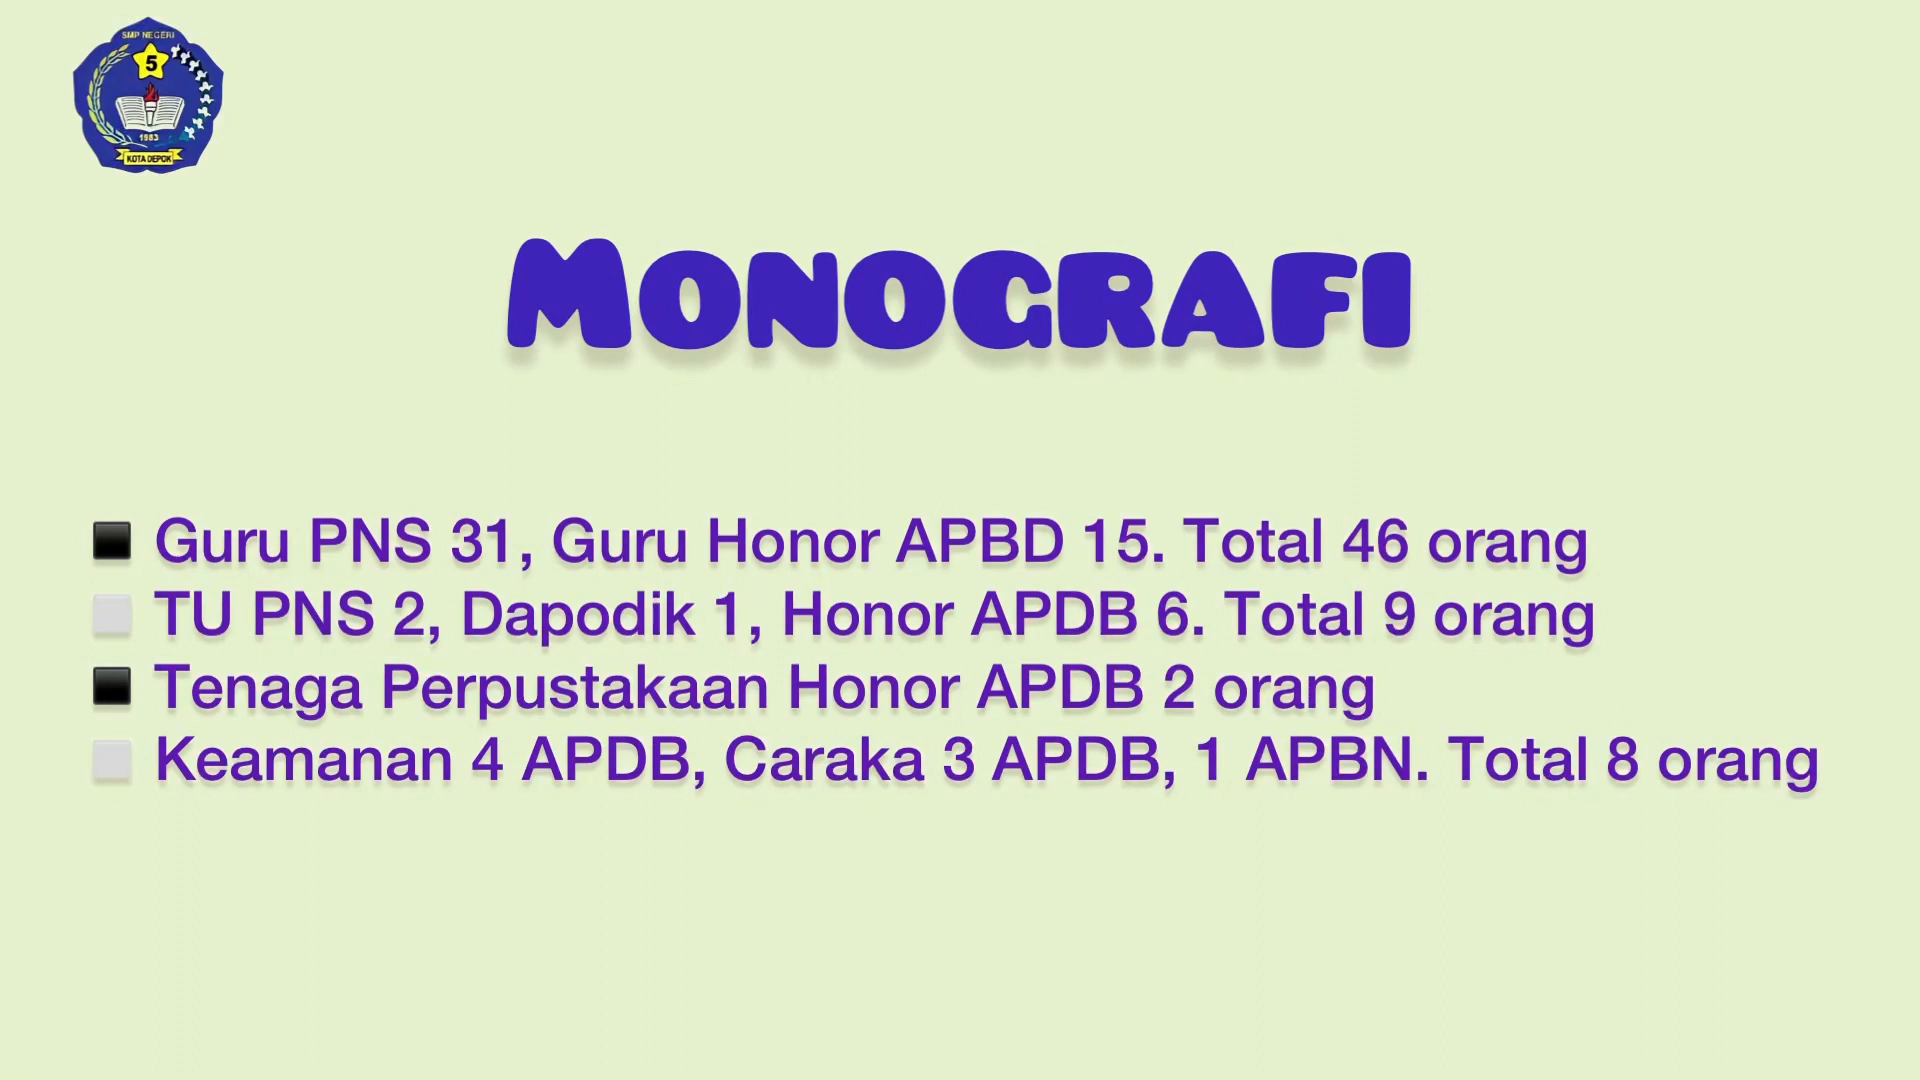 SMP NEGERI
5
1983
KOTA DEPOK
MONOGRAFI
Guru PNS 31, Guru Honor APBD 15. Total 46 orang
TU PNS 2, Dapodik 1, Honor APDB 6. Total 9 orang
Tenaga Perpustakaan Honor APDB 2 orang
Keamanan 4 APDB, Caraka 3 APDB, 1 APBN. Total 8 orang